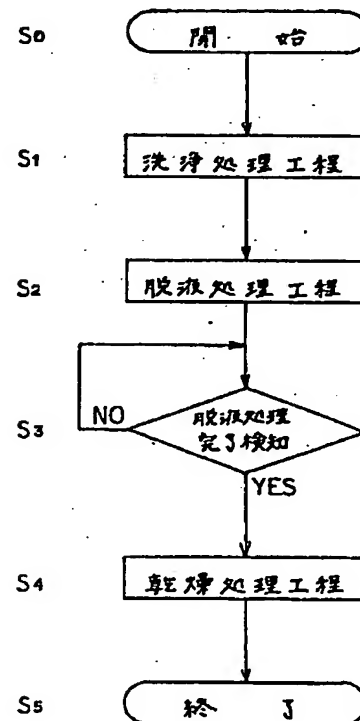 S0 開始
S1 洗浄処理工程
S2 脱液処理工程
NO
S3 脱液処理
完了検知
YES
S4 乾燥処理工程
S5 終了